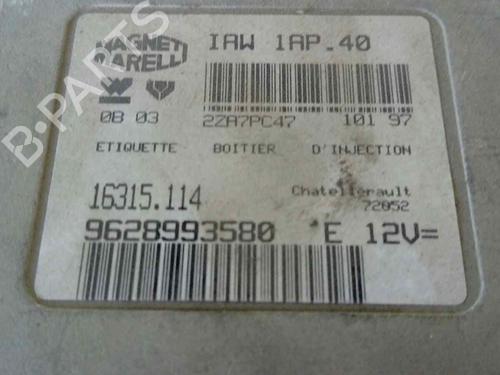 MAGNETI MARELLI
IAW 1AP.40
0B 03 2ZA7PC47 101 97
ETIQUETTE BOITIER D'INJECTION
16315.114
Chatellerault
72852
9628993580 E 12V=
B-PARTS